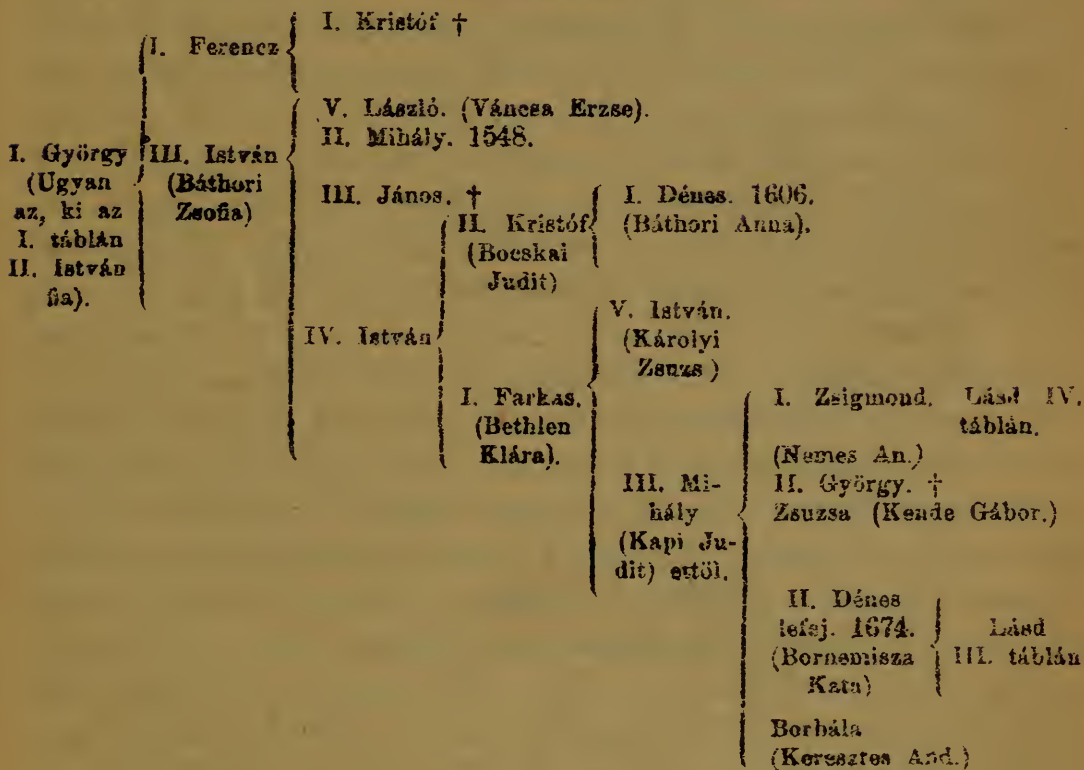 I. Kristóf †
I. Ferencz
V. László. (Váncsa Erzse).
II. Mihály. 1548.
I. György
(Ugyan
az, ki az
I. táblán
II. István
fia).
III. István
(Báthori
Zsofia)
III. János. †
II. Kristóf
(Bocskai
Judit)
I. Dénes. 1606.
(Báthori Anna).
IV. István
V. István.
(Károlyi
Zsuzs )
I. Farkas.
(Bethlen
Klára).
III. Mi-
hály
(Kapi Ju-
dit) ettöl.
I. Zsigmond. Lásd IV.
táblán.
(Nemes An.)
II. György. †
Zsuzsa (Kende Gábor.)
II. Dénes
lefej. 1674.
(Bornemisza
Kata)
Lásd
III. táblán
Borbála
(Keresztes And.)